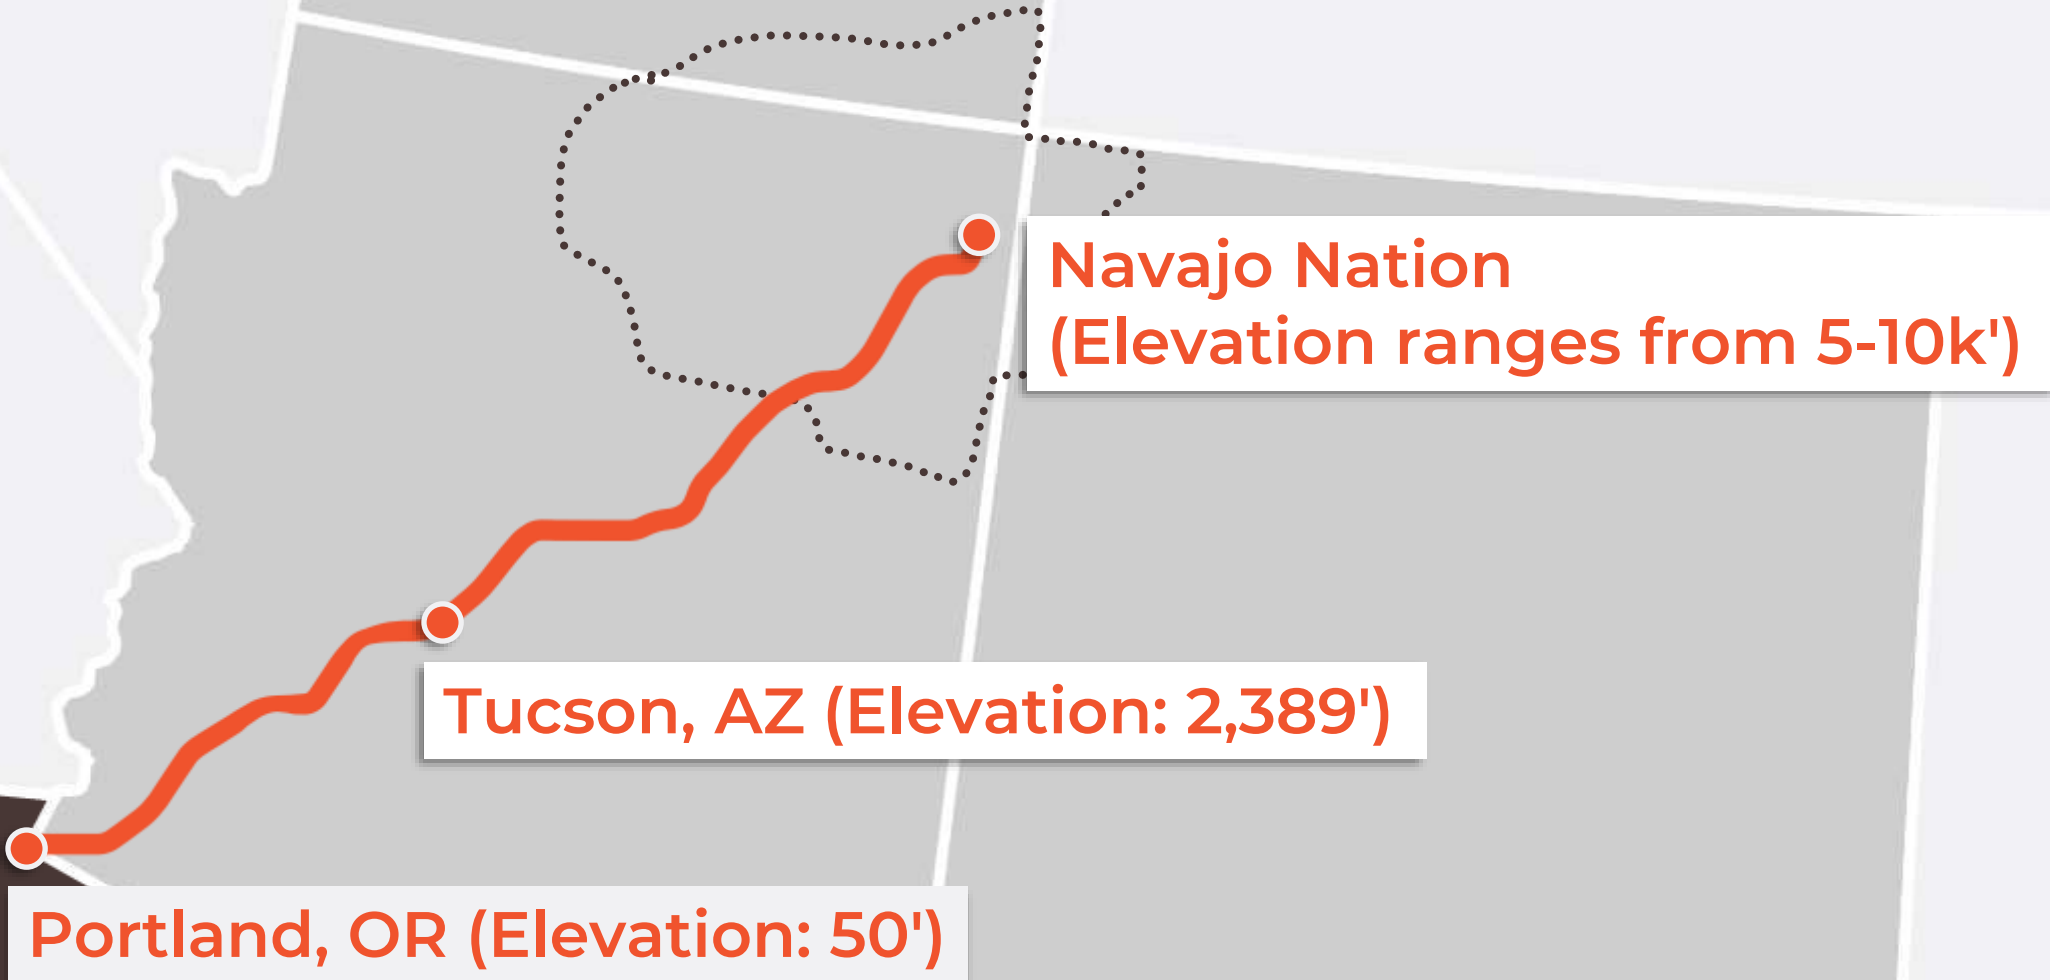 Navajo Nation
(Elevation ranges from 5-10k')
Tucson, AZ (Elevation: 2,389')
Portland, OR (Elevation: 50')